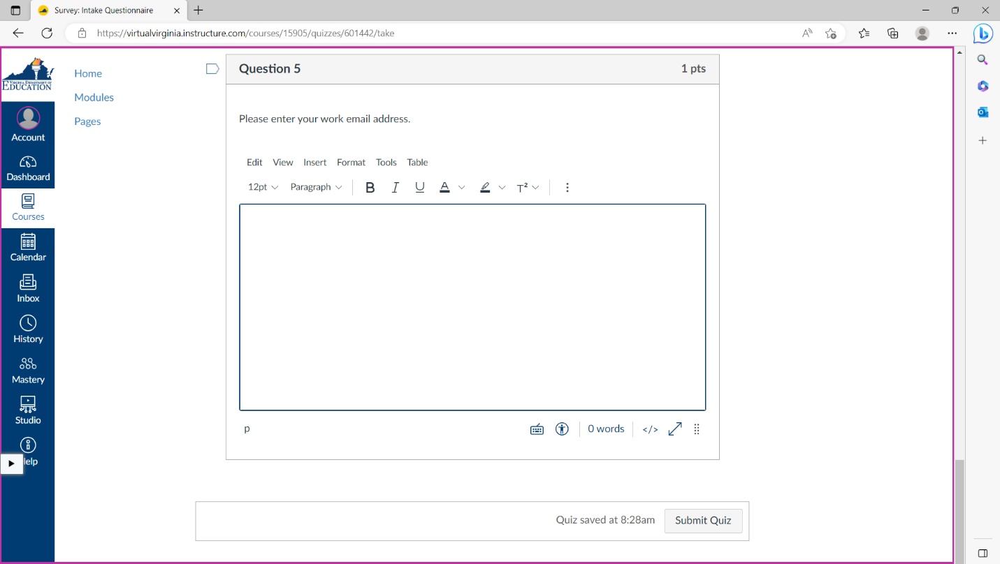 Survey: Intake Questionnaire
https://virtualvirginia.instructure.com/courses/15905/quizzes/601442/take
VIRGINIA DEPARTMENT OF
EDUCATION
Account
Dashboard
Courses
Calendar
Inbox
History
Mastery
Studio
elp
Home
Modules
Pages
Question 5 1 pts
Please enter your work email address.
Edit View Insert Format Tools Table
12pt Paragraph B I U A T²
p 0 words </>
Quiz saved at 8:28am Submit Quiz